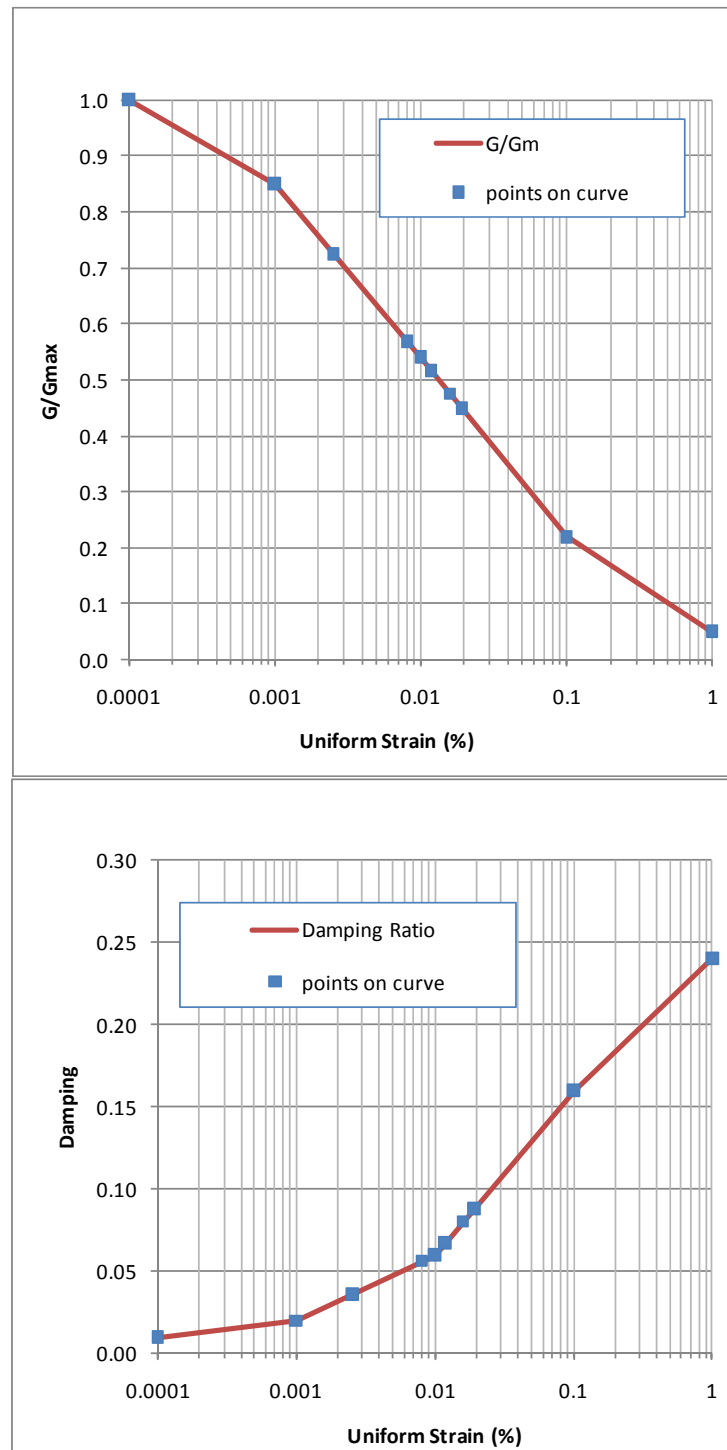 1.0
0.9
0.8
0.7
0.6
0.5
0.4
0.3
0.2
0.1
0.0
G/Gmax
G/Gm
points on curve
0.0001 0.001 0.01 0.1 1
Uniform Strain (%)
0.30
0.25
0.20
0.15
0.10
0.05
0.00
Damping
Damping Ratio
points on curve
0.0001 0.001 0.01 0.1 1
Uniform Strain (%)